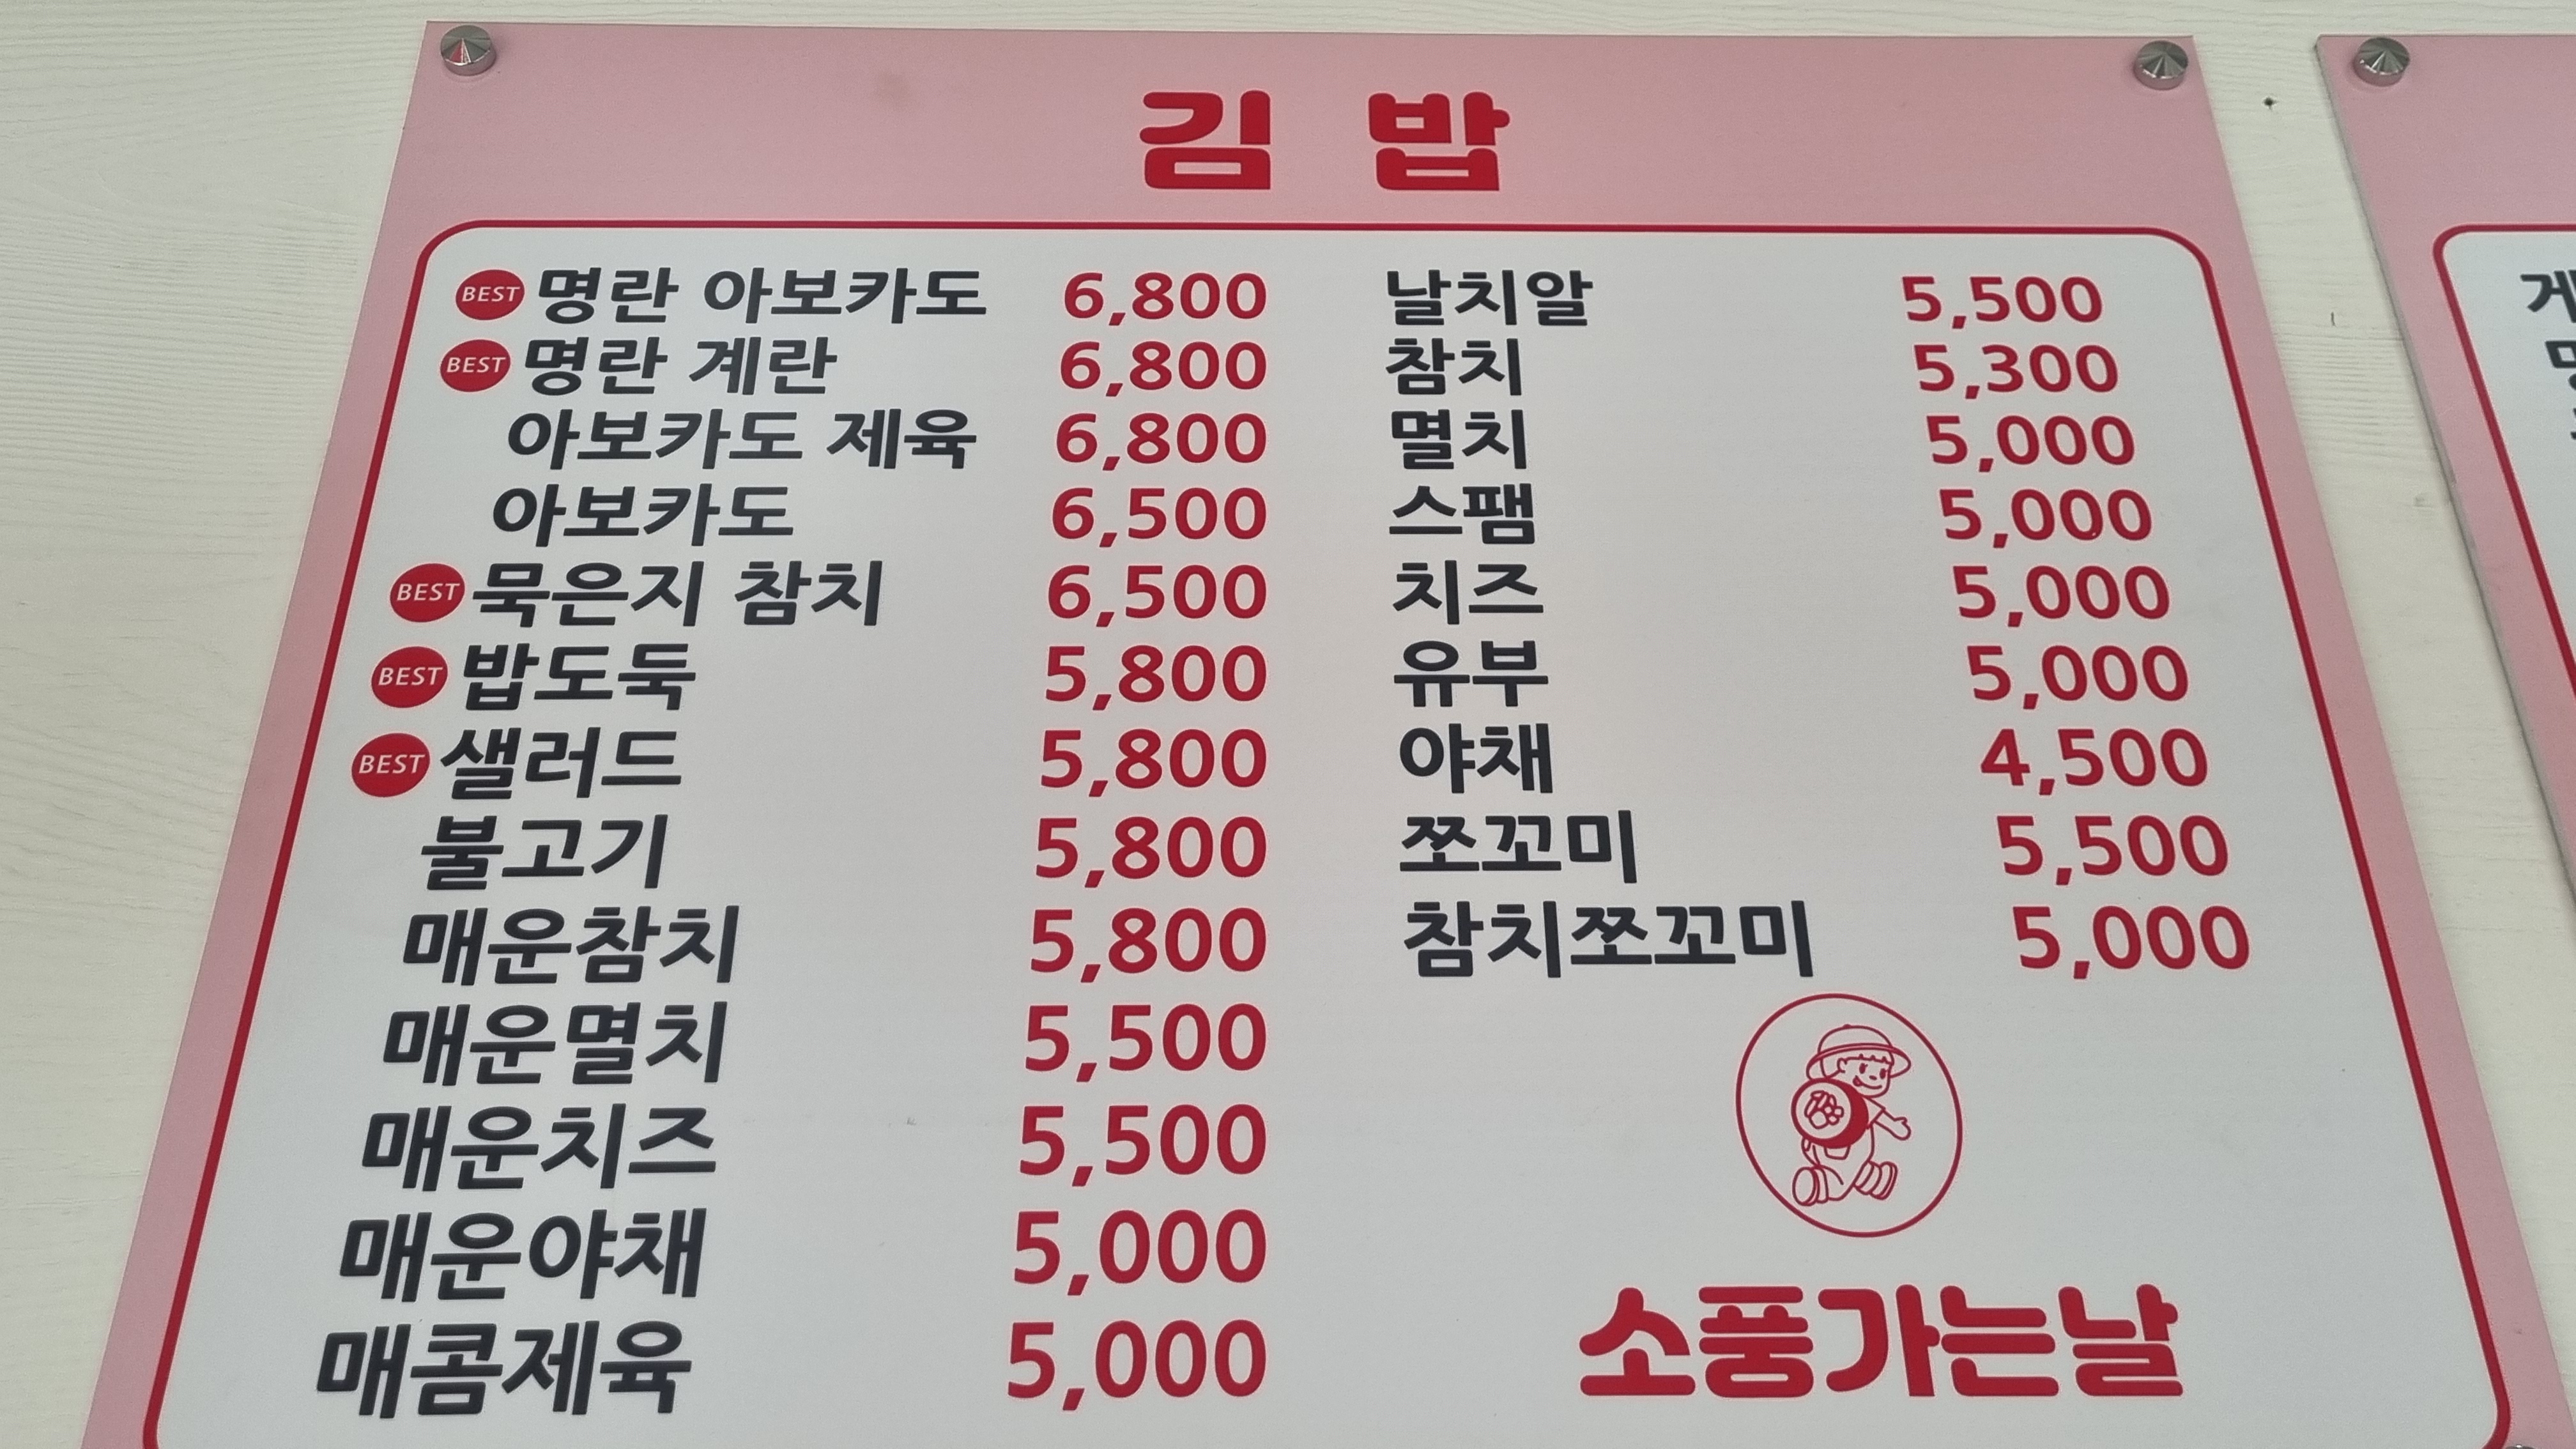 김 밥
BEST 명란 아보카도 6,800
BEST 명란 계란 6,800
아보카도 제육 6,800
아보카도 6,500
BEST 묵은지 참치 6,500
BEST 밥도둑 5,800
BEST 샐러드 5,800
불고기 5,800
매운참치 5,800
매운멸치 5,500
매운치즈 5,500
매운야채 5,000
매콤제육 5,000
날치알 5,500
참치 5,300
멸치 5,000
스팸 5,000
치즈 5,000
유부 5,000
야채 4,500
쪼꼬미 5,500
참치쪼꼬미 5,000
소풍가는날